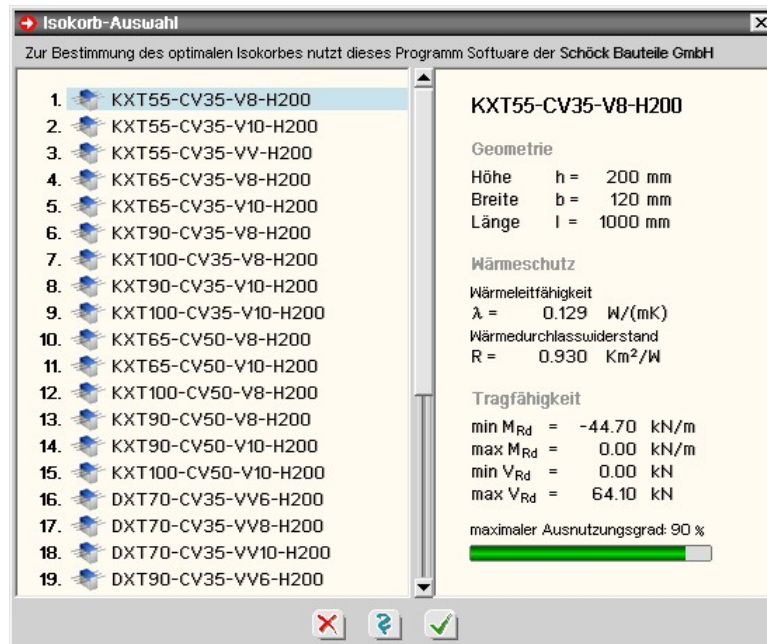 Isokorb-Auswahl
Zur Bestimmung des optimalen Isokorbes nutzt dieses Programm Software der Schöck Bauteile GmbH
1. KXT55-CV35-V8-H200
2. KXT55-CV35-V10-H200
3. KXT55-CV35-VV-H200
4. KXT65-CV35-V8-H200
5. KXT65-CV35-V10-H200
6. KXT90-CV35-V8-H200
7. KXT100-CV35-V8-H200
8. KXT90-CV35-V10-H200
9. KXT100-CV35-V10-H200
10. KXT65-CV50-V8-H200
11. KXT65-CV50-V10-H200
12. KXT100-CV50-V8-H200
13. KXT90-CV50-V8-H200
14. KXT90-CV50-V10-H200
15. KXT100-CV50-V10-H200
16. DXT70-CV35-VV6-H200
17. DXT70-CV35-VV8-H200
18. DXT70-CV35-VV10-H200
19. DXT90-CV35-VV6-H200
KXT55-CV35-V8-H200
Geometrie
Höhe h = 200 mm
Breite b = 120 mm
Länge l = 1000 mm
Wärmeschutz
Wärmeleitfähigkeit
λ = 0.129 W/(mK)
Wärmedurchlasswiderstand
R = 0.930 Km²/W
Tragfähigkeit
min MRd = -44.70 kN/m
max MRd = 0.00 kN/m
min VRd = 0.00 kN
max VRd = 64.10 kN
maximaler Ausnutzungsgrad: 90 %